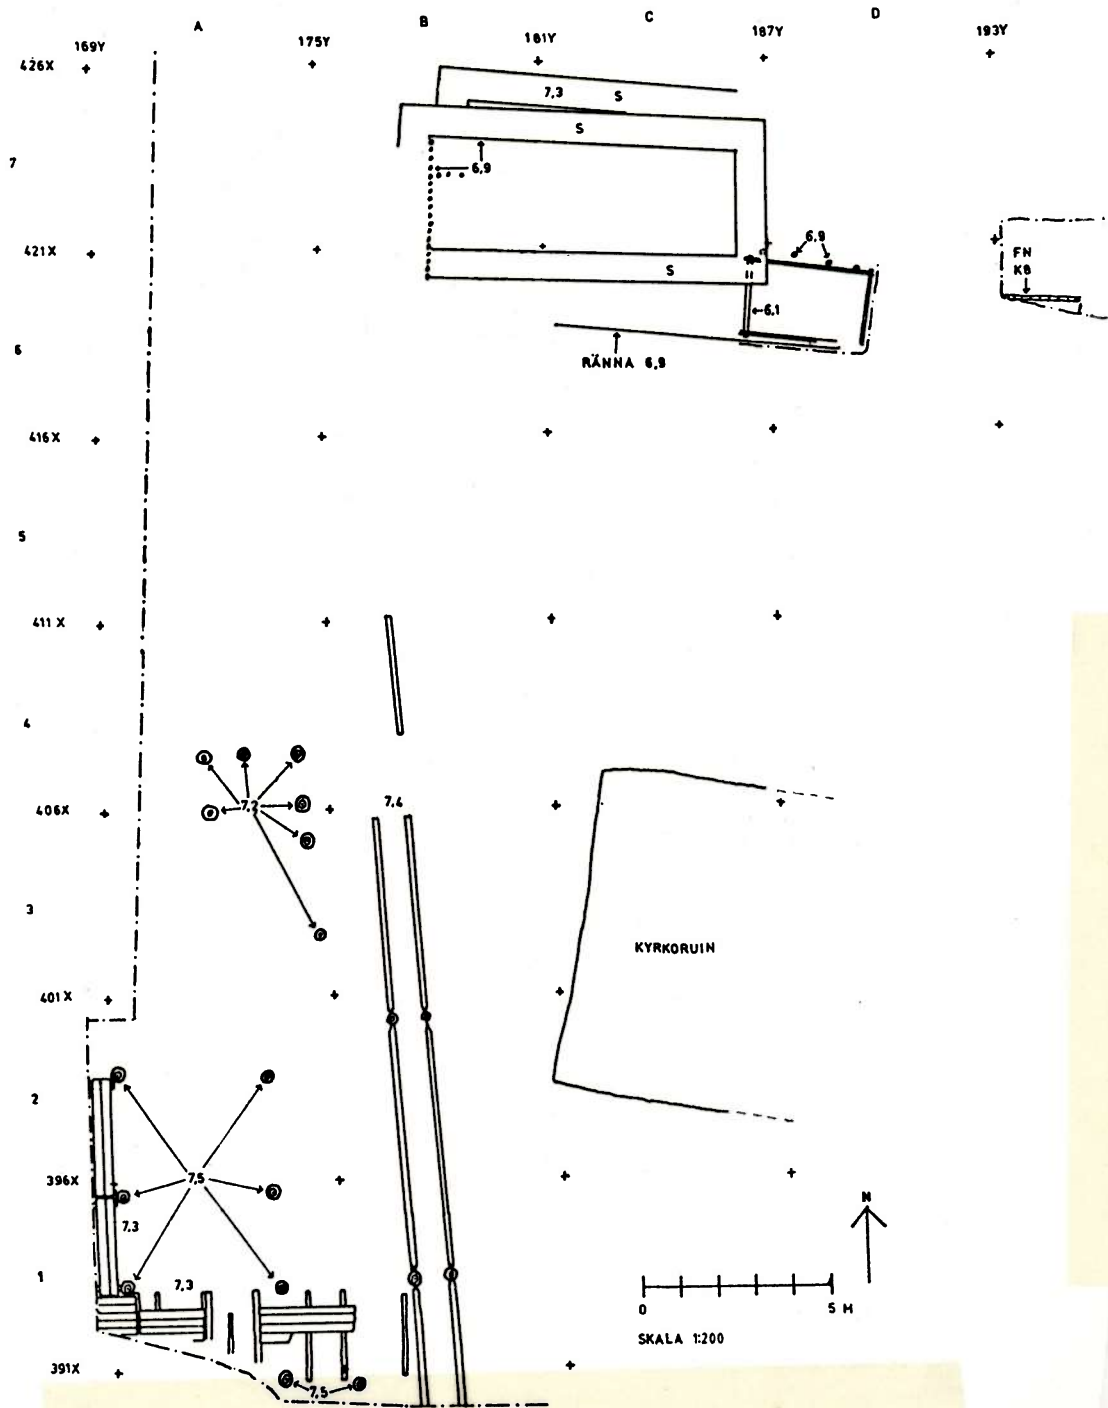 A B C D
169Y 175Y 181Y 187Y 193Y
426X
7,3 S
S
7
6,9
421X
6,9
S
FN
KB
6,1
6
RÄNNA 6,9
416X
5
411X
4
7,2
7,4
406X
3
KYRKORUIN
401X
2
396X
7,5
N
7,3
1
7,3
0 5 M
SKALA 1:200
391X
7,5